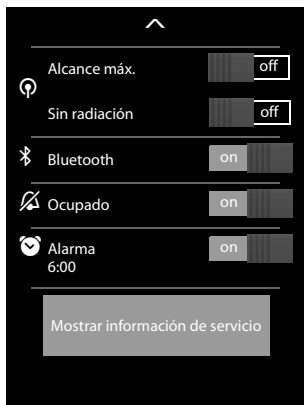 Alcance máx. off
Sin radiación off
Bluetooth on
Ocupado on
Alarma on
6:00
Mostrar información de servicio